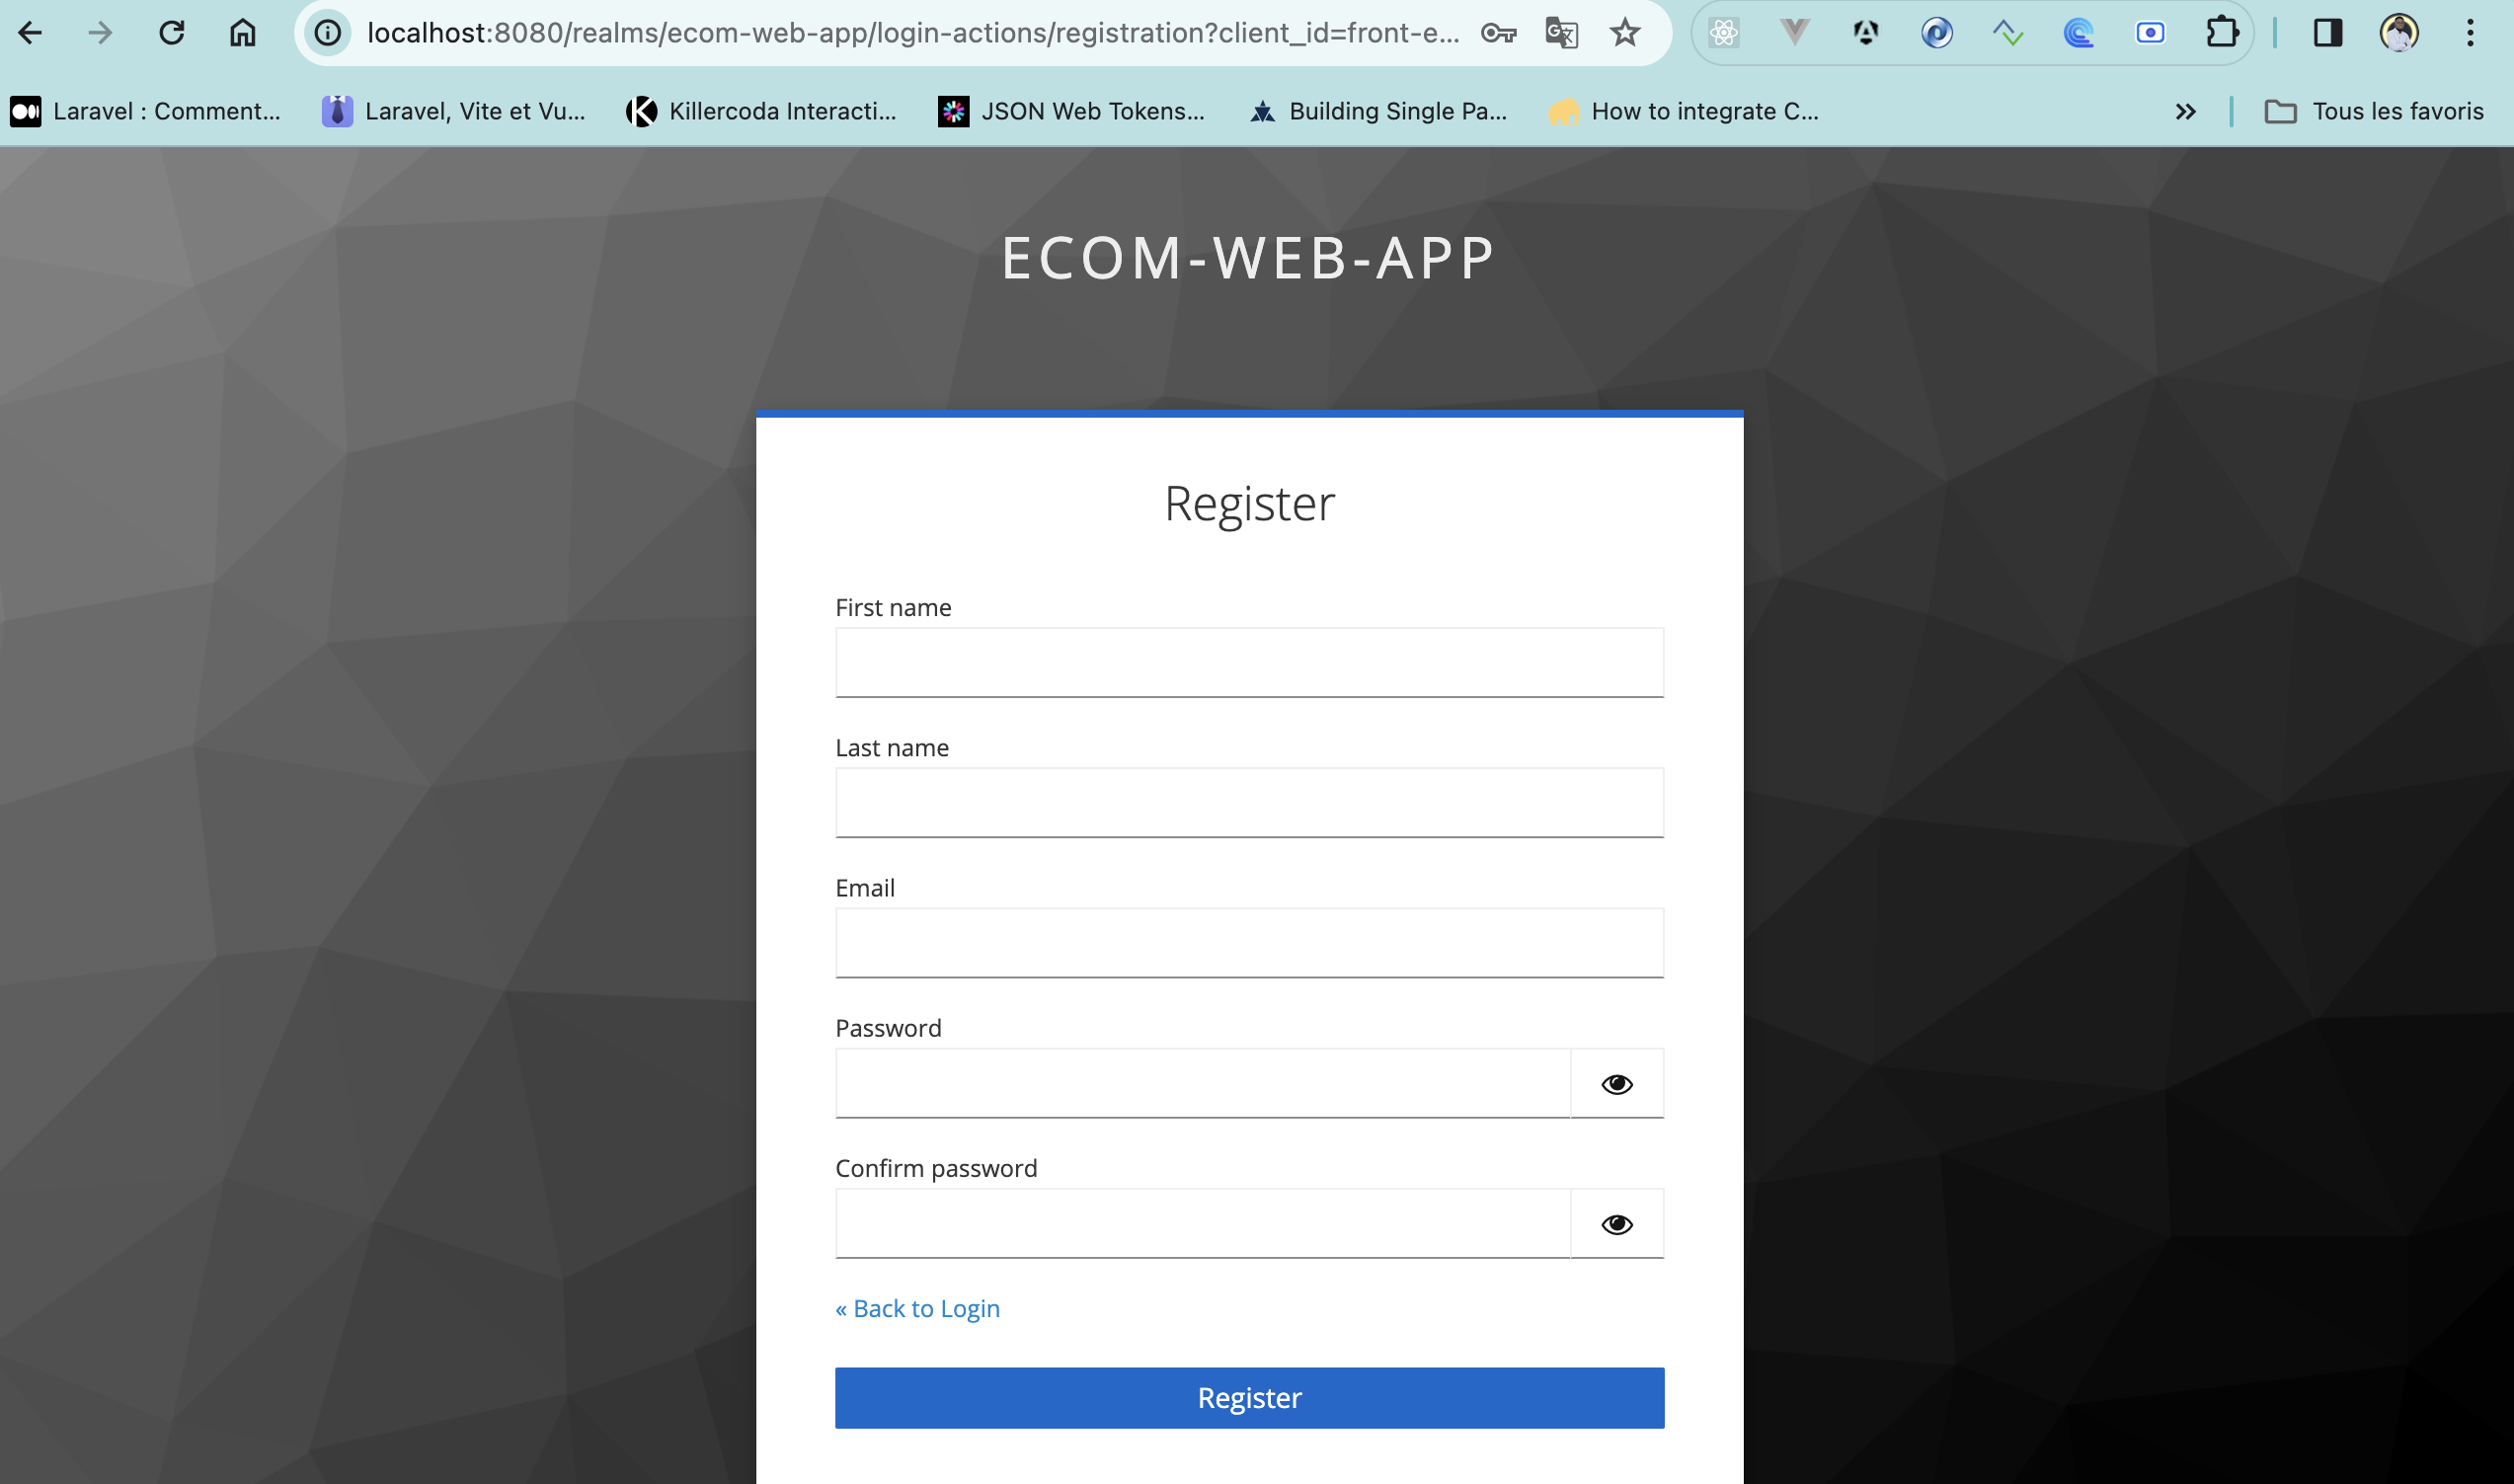 localhost:8080/realms/ecom-web-app/login-actions/registration?client_id=front-e...
Laravel : Comment... Laravel, Vite et Vu... Killercoda Interacti... JSON Web Tokens... Building Single Pa... How to integrate C... » Tous les favoris
ECOM-WEB-APP
Register
First name
Last name
Email
Password
Confirm password
« Back to Login
Register